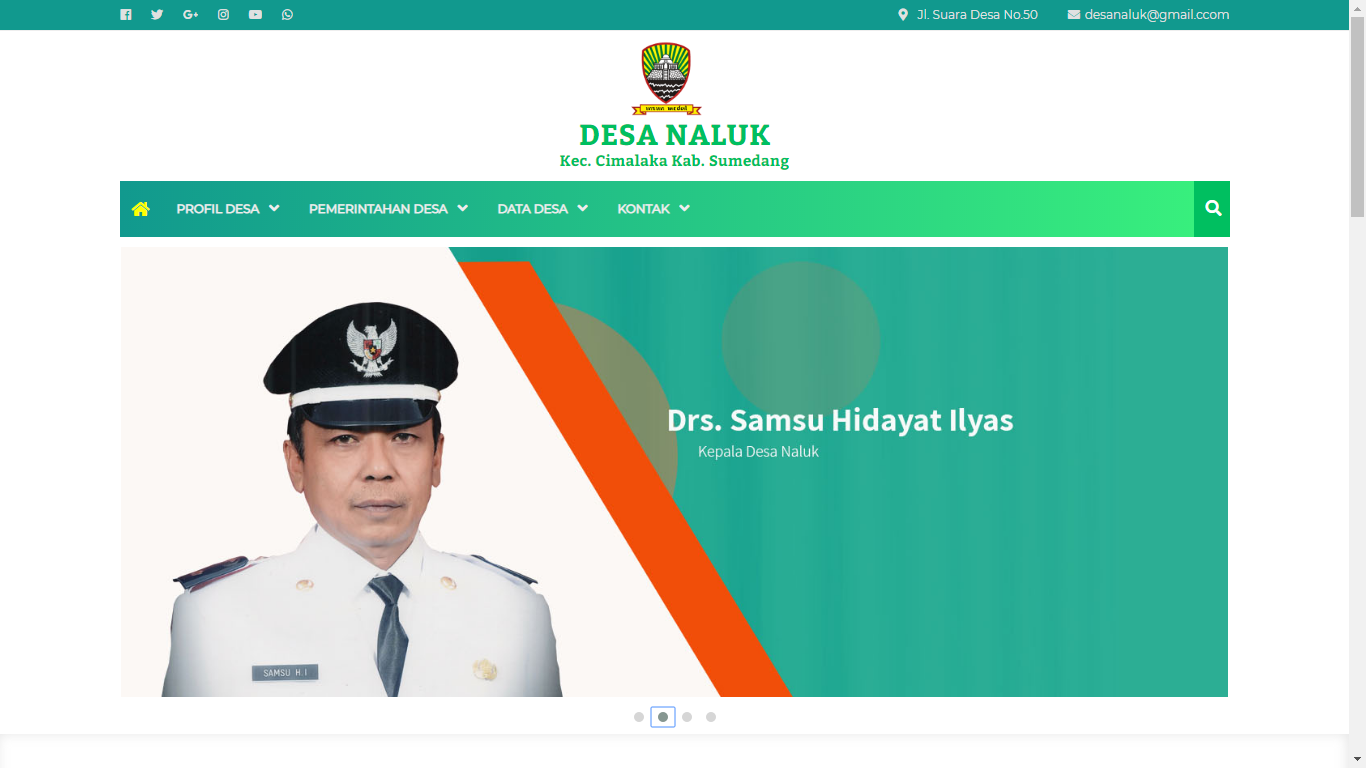 Jl. Suara Desa No.50
desanaluk@gmail.ccom
DESA NALUK
Kec. Cimalaka Kab. Sumedang
PROFIL DESA
PEMERINTAHAN DESA
DATA DESA
KONTAK
Drs. Samsu Hidayat Ilyas
Kepala Desa Naluk
SAMSU H.I